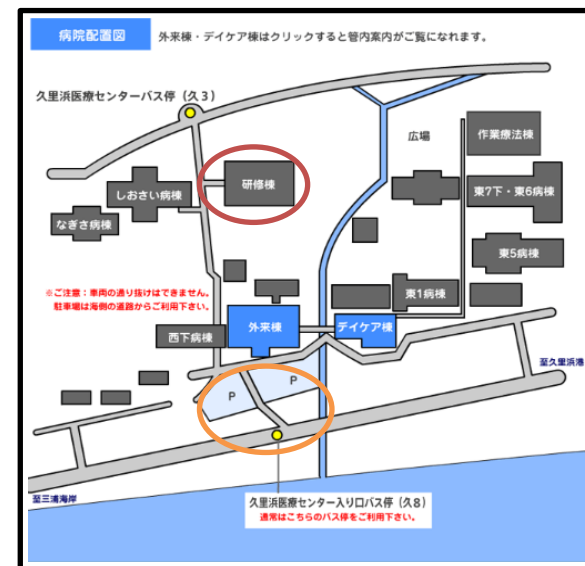 病院配置図
外来棟・デイケア棟はクリックすると管内案内がご覧になれます。
久里浜医療センターバス停（久３）
広場
作業療法棟
研修棟
しおさい病棟
東7下・東6病棟
なぎさ病棟
東5病棟
※ご注意：車両の通り抜けはできません。
駐車場は海側の道路からご利用下さい。
東1病棟
外来棟
デイケア棟
西下病棟
至久里浜港
P
P
至三浦海岸
久里浜医療センター入り口バス停（久８）
通常はこちらのバス停をご利用下さい。